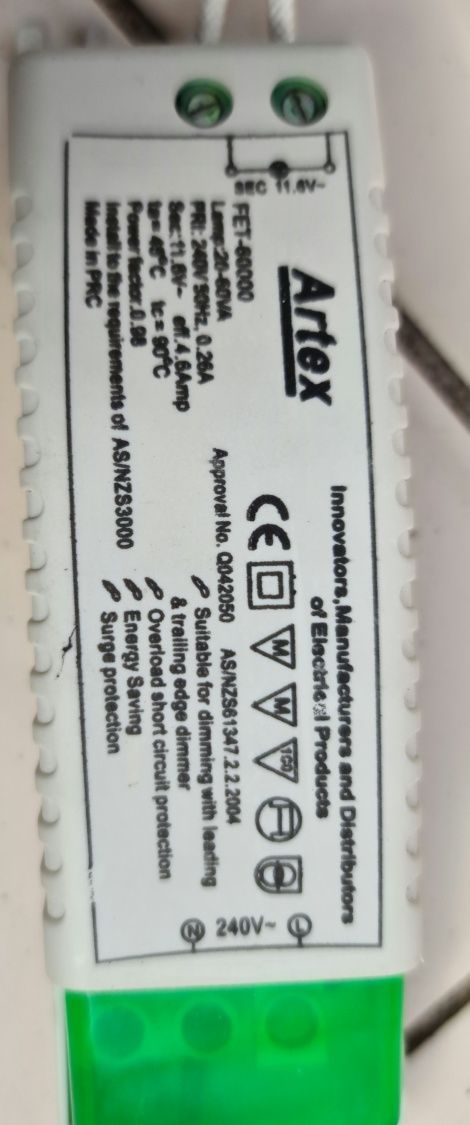 Artex
Innovators,Manufacturers and Distributors
of Electrical Products
SEC 11.6V~
FET-60000
Lamp:20-60VA
PRI: 240V 50Hz, 0.26A
Sec:11.6V~ eff.4.6Amp
ta= 45°C tc= 90°C
Power factor.0.98
Install to the requirements of AS/NZS3000
Made in PRC
CE
M
M
Approval No. Q042050 AS/NZS61347.2.2.2004
Suitable for dimming with leading
& trailing edge dimmer
Overload short circuit protection
Energy Saving
Surge protection
N 240V~ L